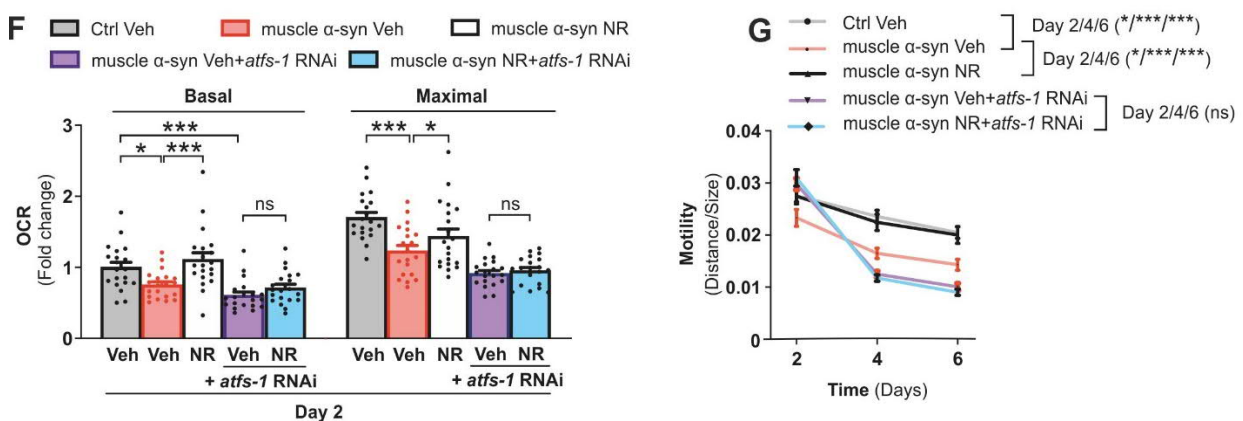 F
Ctrl Veh
muscle α-syn Veh
muscle α-syn NR
muscle α-syn Veh+atfs-1 RNAi
muscle α-syn NR+atfs-1 RNAi
Basal
Maximal
***
* ***
*** *
ns
ns
OCR
(Fold change)
3
2
1
0
Veh Veh NR Veh NR Veh Veh NR Veh NR
+ atfs-1 RNAi
+ atfs-1 RNAi
Day 2
G
Ctrl Veh
muscle α-syn Veh
muscle α-syn NR
muscle α-syn Veh+atfs-1 RNAi
muscle α-syn NR+atfs-1 RNAi
Day 2/4/6 (*/***/***)
Day 2/4/6 (*/***/***)
Day 2/4/6 (ns)
Motility
(Distance/Size)
0.04
0.03
0.02
0.01
0
2 4 6
Time (Days)